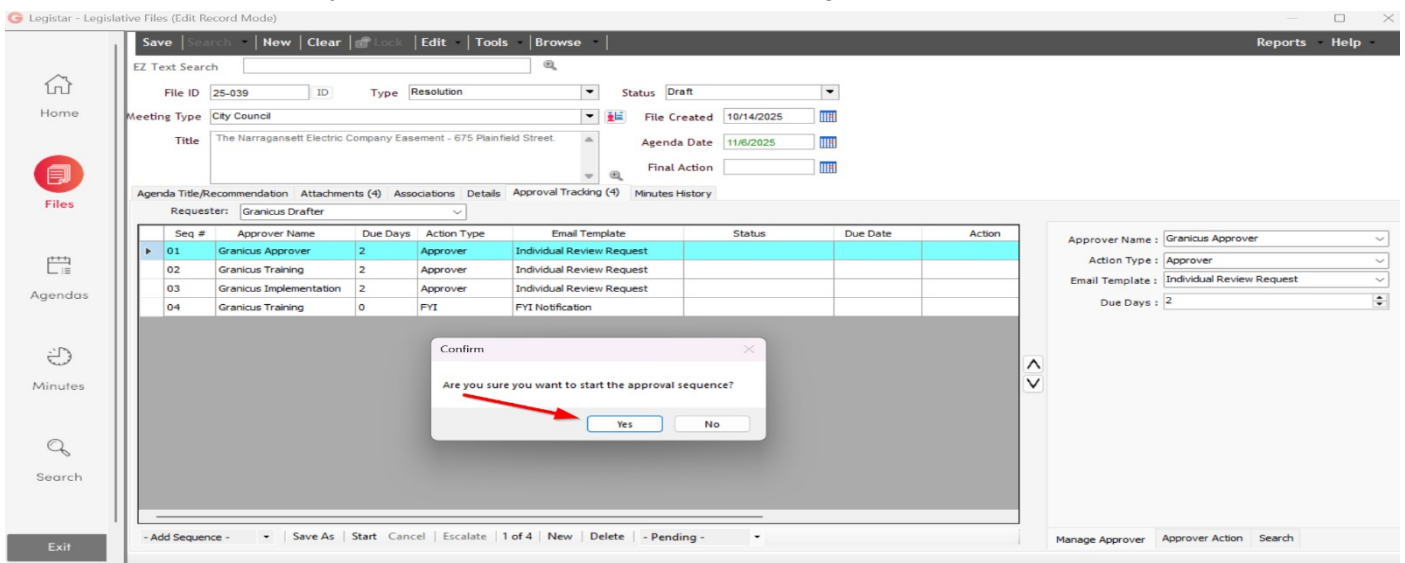 Legistar - Legislative Files (Edit Record Mode)
Save Search New Clear Lock Edit Tools Browse Reports Help
EZ Text Search
File ID 25-039 ID Type Resolution Status Draft
Meeting Type City Council File Created 10/14/2025
Title The Narragansett Electric Company Easement - 675 Plainfield Street. Agenda Date 11/6/2025
Final Action
Agenda Title/Recommendation Attachments (4) Associations Details Approval Tracking (4) Minutes History
Requester: Granicus Drafter
Seq # Approver Name Due Days Action Type Email Template Status Due Date Action
01 Granicus Approver 2 Approver Individual Review Request
02 Granicus Training 2 Approver Individual Review Request
03 Granicus Implementation 2 Approver Individual Review Request
04 Granicus Training 0 FYI FYI Notification
Approver Name : Granicus Approver
Action Type : Approver
Email Template : Individual Review Request
Due Days : 2
Confirm
Are you sure you want to start the approval sequence?
Yes No
Home
Files
Agendas
Minutes
Search
Exit
- Add Sequence - Save As Start Cancel Escalate 1 of 4 New Delete - Pending -
Manage Approver Approver Action Search